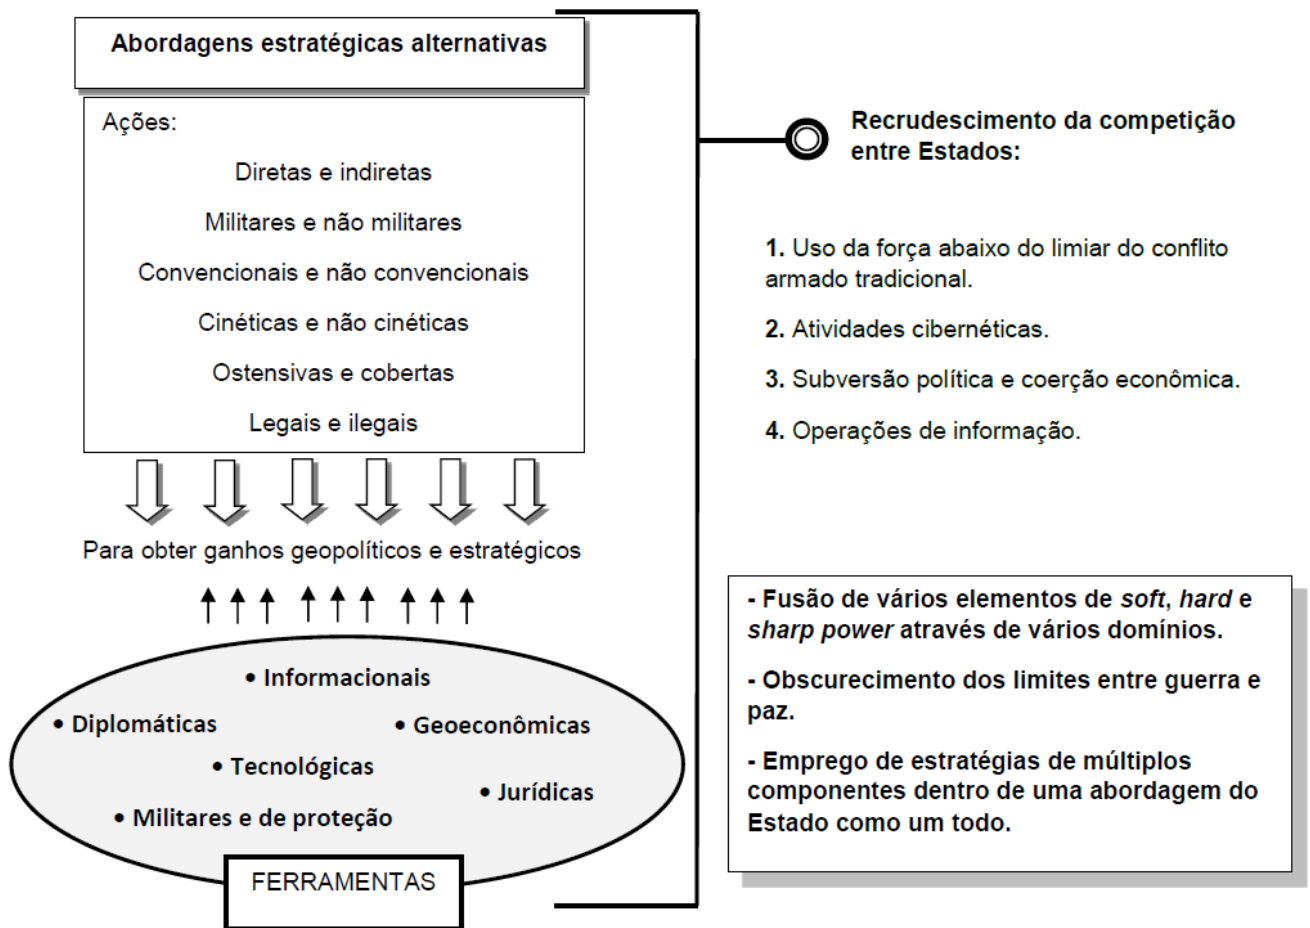 Abordagens estratégicas alternativas
Ações:
Diretas e indiretas
Militares e não militares
Convencionais e não convencionais
Cinéticas e não cinéticas
Ostensivas e cobertas
Legais e ilegais
Para obter ganhos geopolíticos e estratégicos
• Informacionais
• Diplomáticas
• Geoeconômicas
• Tecnológicas
• Jurídicas
• Militares e de proteção
FERRAMENTAS
Recrudescimento da competição
entre Estados:
1. Uso da força abaixo do limiar do conflito
armado tradicional.
2. Atividades cibernéticas.
3. Subversão política e coerção econômica.
4. Operações de informação.
- Fusão de vários elementos de soft, hard e
sharp power através de vários domínios.
- Obscurecimento dos limites entre guerra e
paz.
- Emprego de estratégias de múltiplos
componentes dentro de uma abordagem do
Estado como um todo.